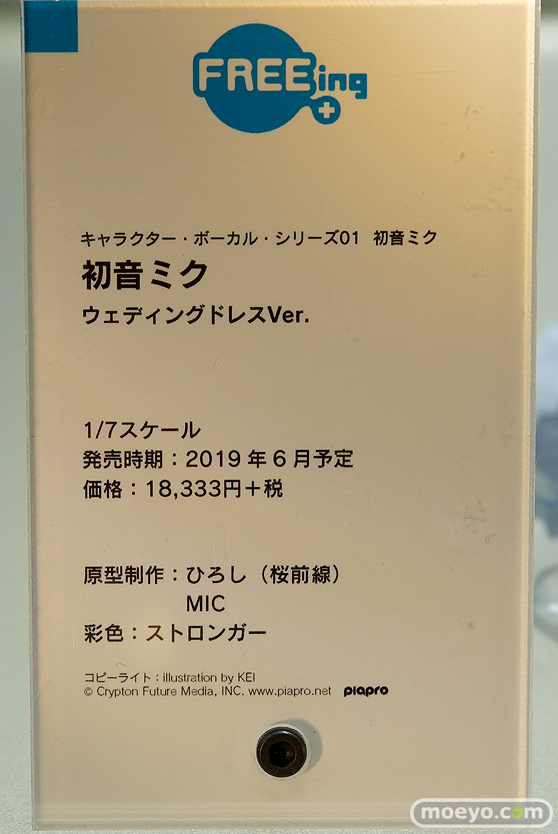 FREEing
キャラクター・ボーカル・シリーズ01 初音ミク
初音ミク
ウェディングドレスVer.
1/7スケール
発売時期：2019年6月予定
価格：18,333円＋税
原型制作：ひろし（桜前線）
MIC
彩色：ストロンガー
コピーライト：illustration by KEI
© Crypton Future Media, INC. www.piapro.net piapro
moeyo.com